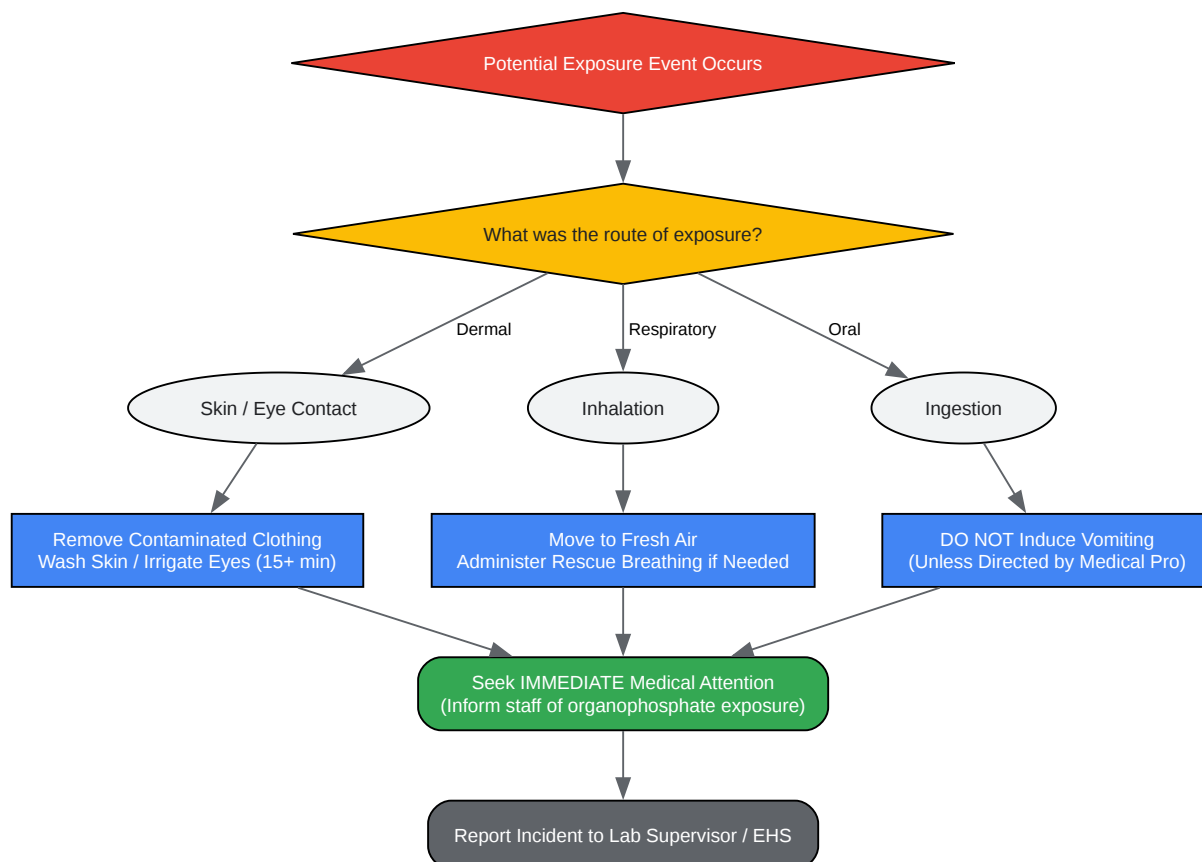 Potential Exposure Event Occurs
What was the route of exposure?
Dermal
Respiratory
Oral
Skin / Eye Contact
Inhalation
Ingestion
Remove Contaminated Clothing
Wash Skin / Irrigate Eyes (15+ min)
Move to Fresh Air
Administer Rescue Breathing if Needed
DO NOT Induce Vomiting
(Unless Directed by Medical Pro)
Seek IMMEDIATE Medical Attention
(Inform staff of organophosphate exposure)
Report Incident to Lab Supervisor / EHS